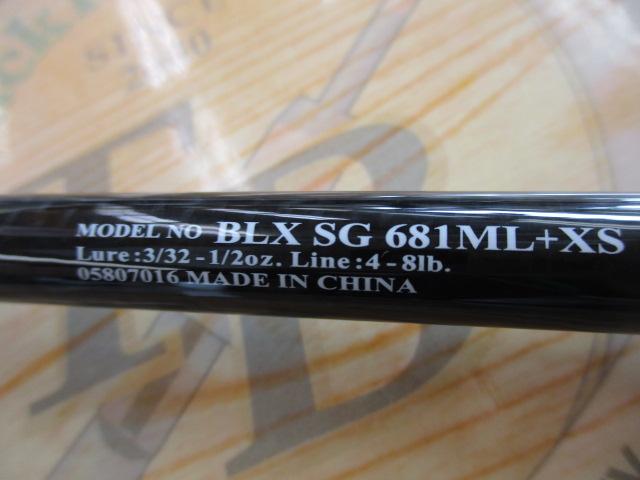 MODEL NO BLX SG 681ML+XS
Lure:3/32-1/2oz. Line:4-8lb.
05807016 MADE IN CHINA